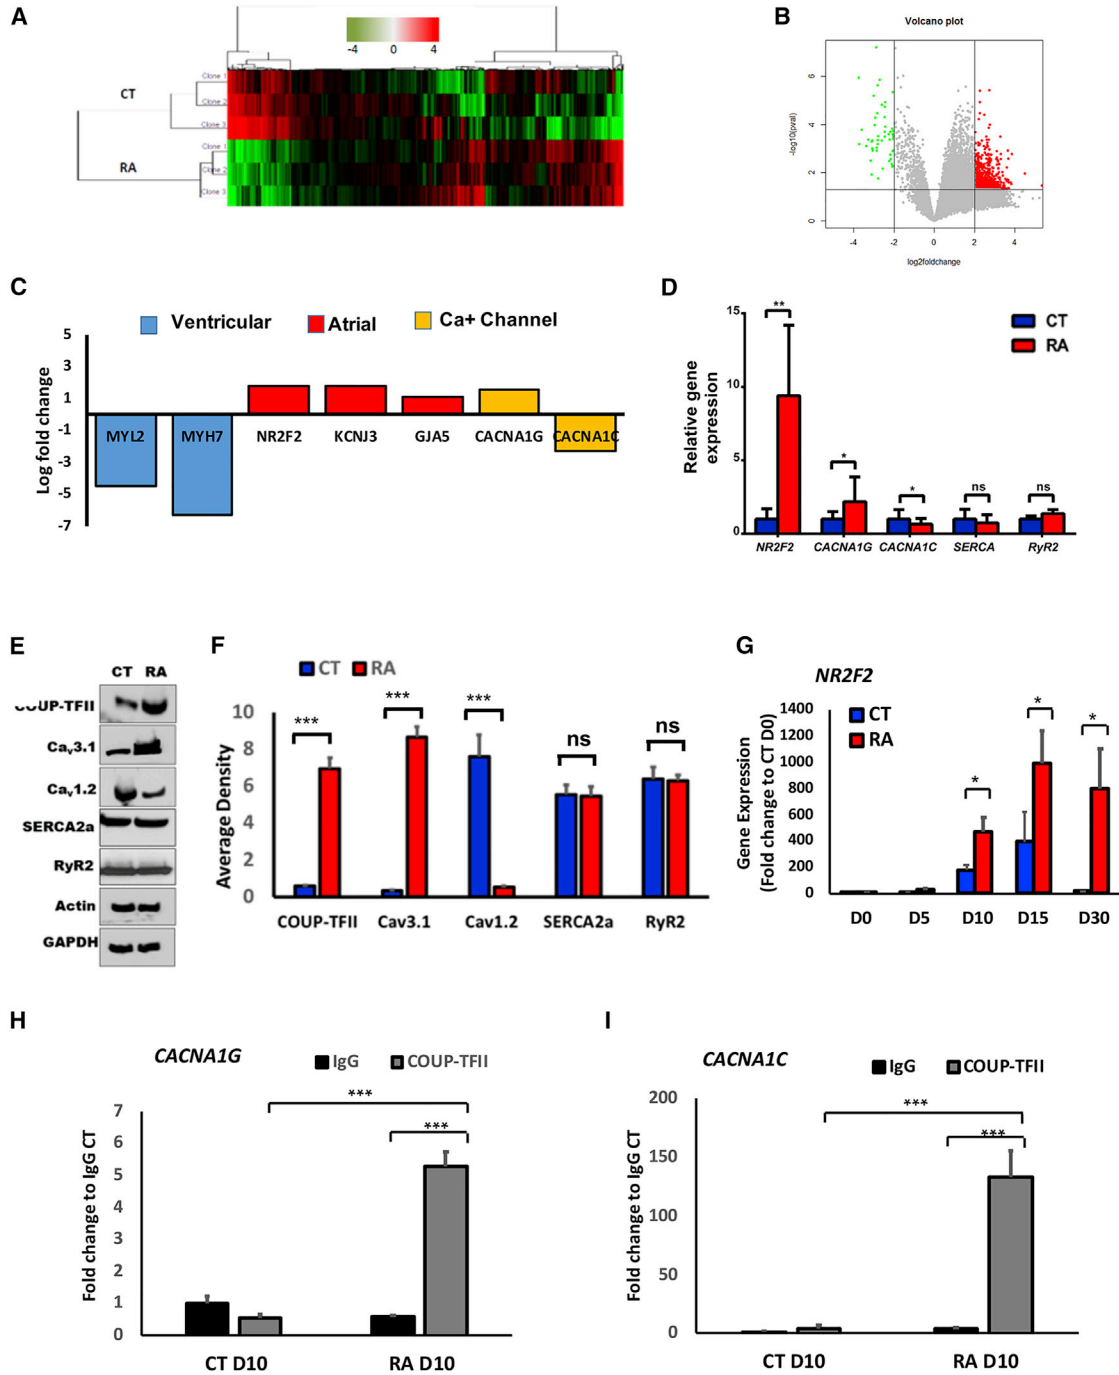 A
-4 0 4
CT
RA
Clone 1
Clone 2
Clone 3
Clone 1
Clone 2
Clone 3
B
Volcano plot
-log10(pval)
6
4
2
0
-4 -2 0 2 4
log2foldchange
C
Ventricular Atrial Ca+ Channel
Log fold change
5
3
1
-1
-3
-5
-7
MYL2 MYH7 NR2F2 KCNJ3 GJA5 CACNA1G CACNA1C
D
Relative gene
expression
15
10
5
0
CT
RA
** * * ns ns
NR2F2 CACNA1G CACNA1C SERCA RyR2
E
CT RA
COUP-TFII
Cav3.1
Cav1.2
SERCA2a
RyR2
Actin
GAPDH
F
CT RA
Average Density
10
8
6
4
2
0
*** *** *** ns ns
COUP-TFII Cav3.1 Cav1.2 SERCA2a RyR2
G
NR2F2
Gene Expression
(Fold change to CT D0)
1400
1200
1000
800
600
400
200
0
CT
RA
* * *
D0 D5 D10 D15 D30
H
CACNA1G
IgG COUP-TFII
Fold change to IgG CT
7
6
5
4
3
2
1
0
***
***
CT D10 RA D10
I
CACNA1C
IgG COUP-TFII
Fold change to IgG CT
200
150
100
50
0
***
***
CT D10 RA D10